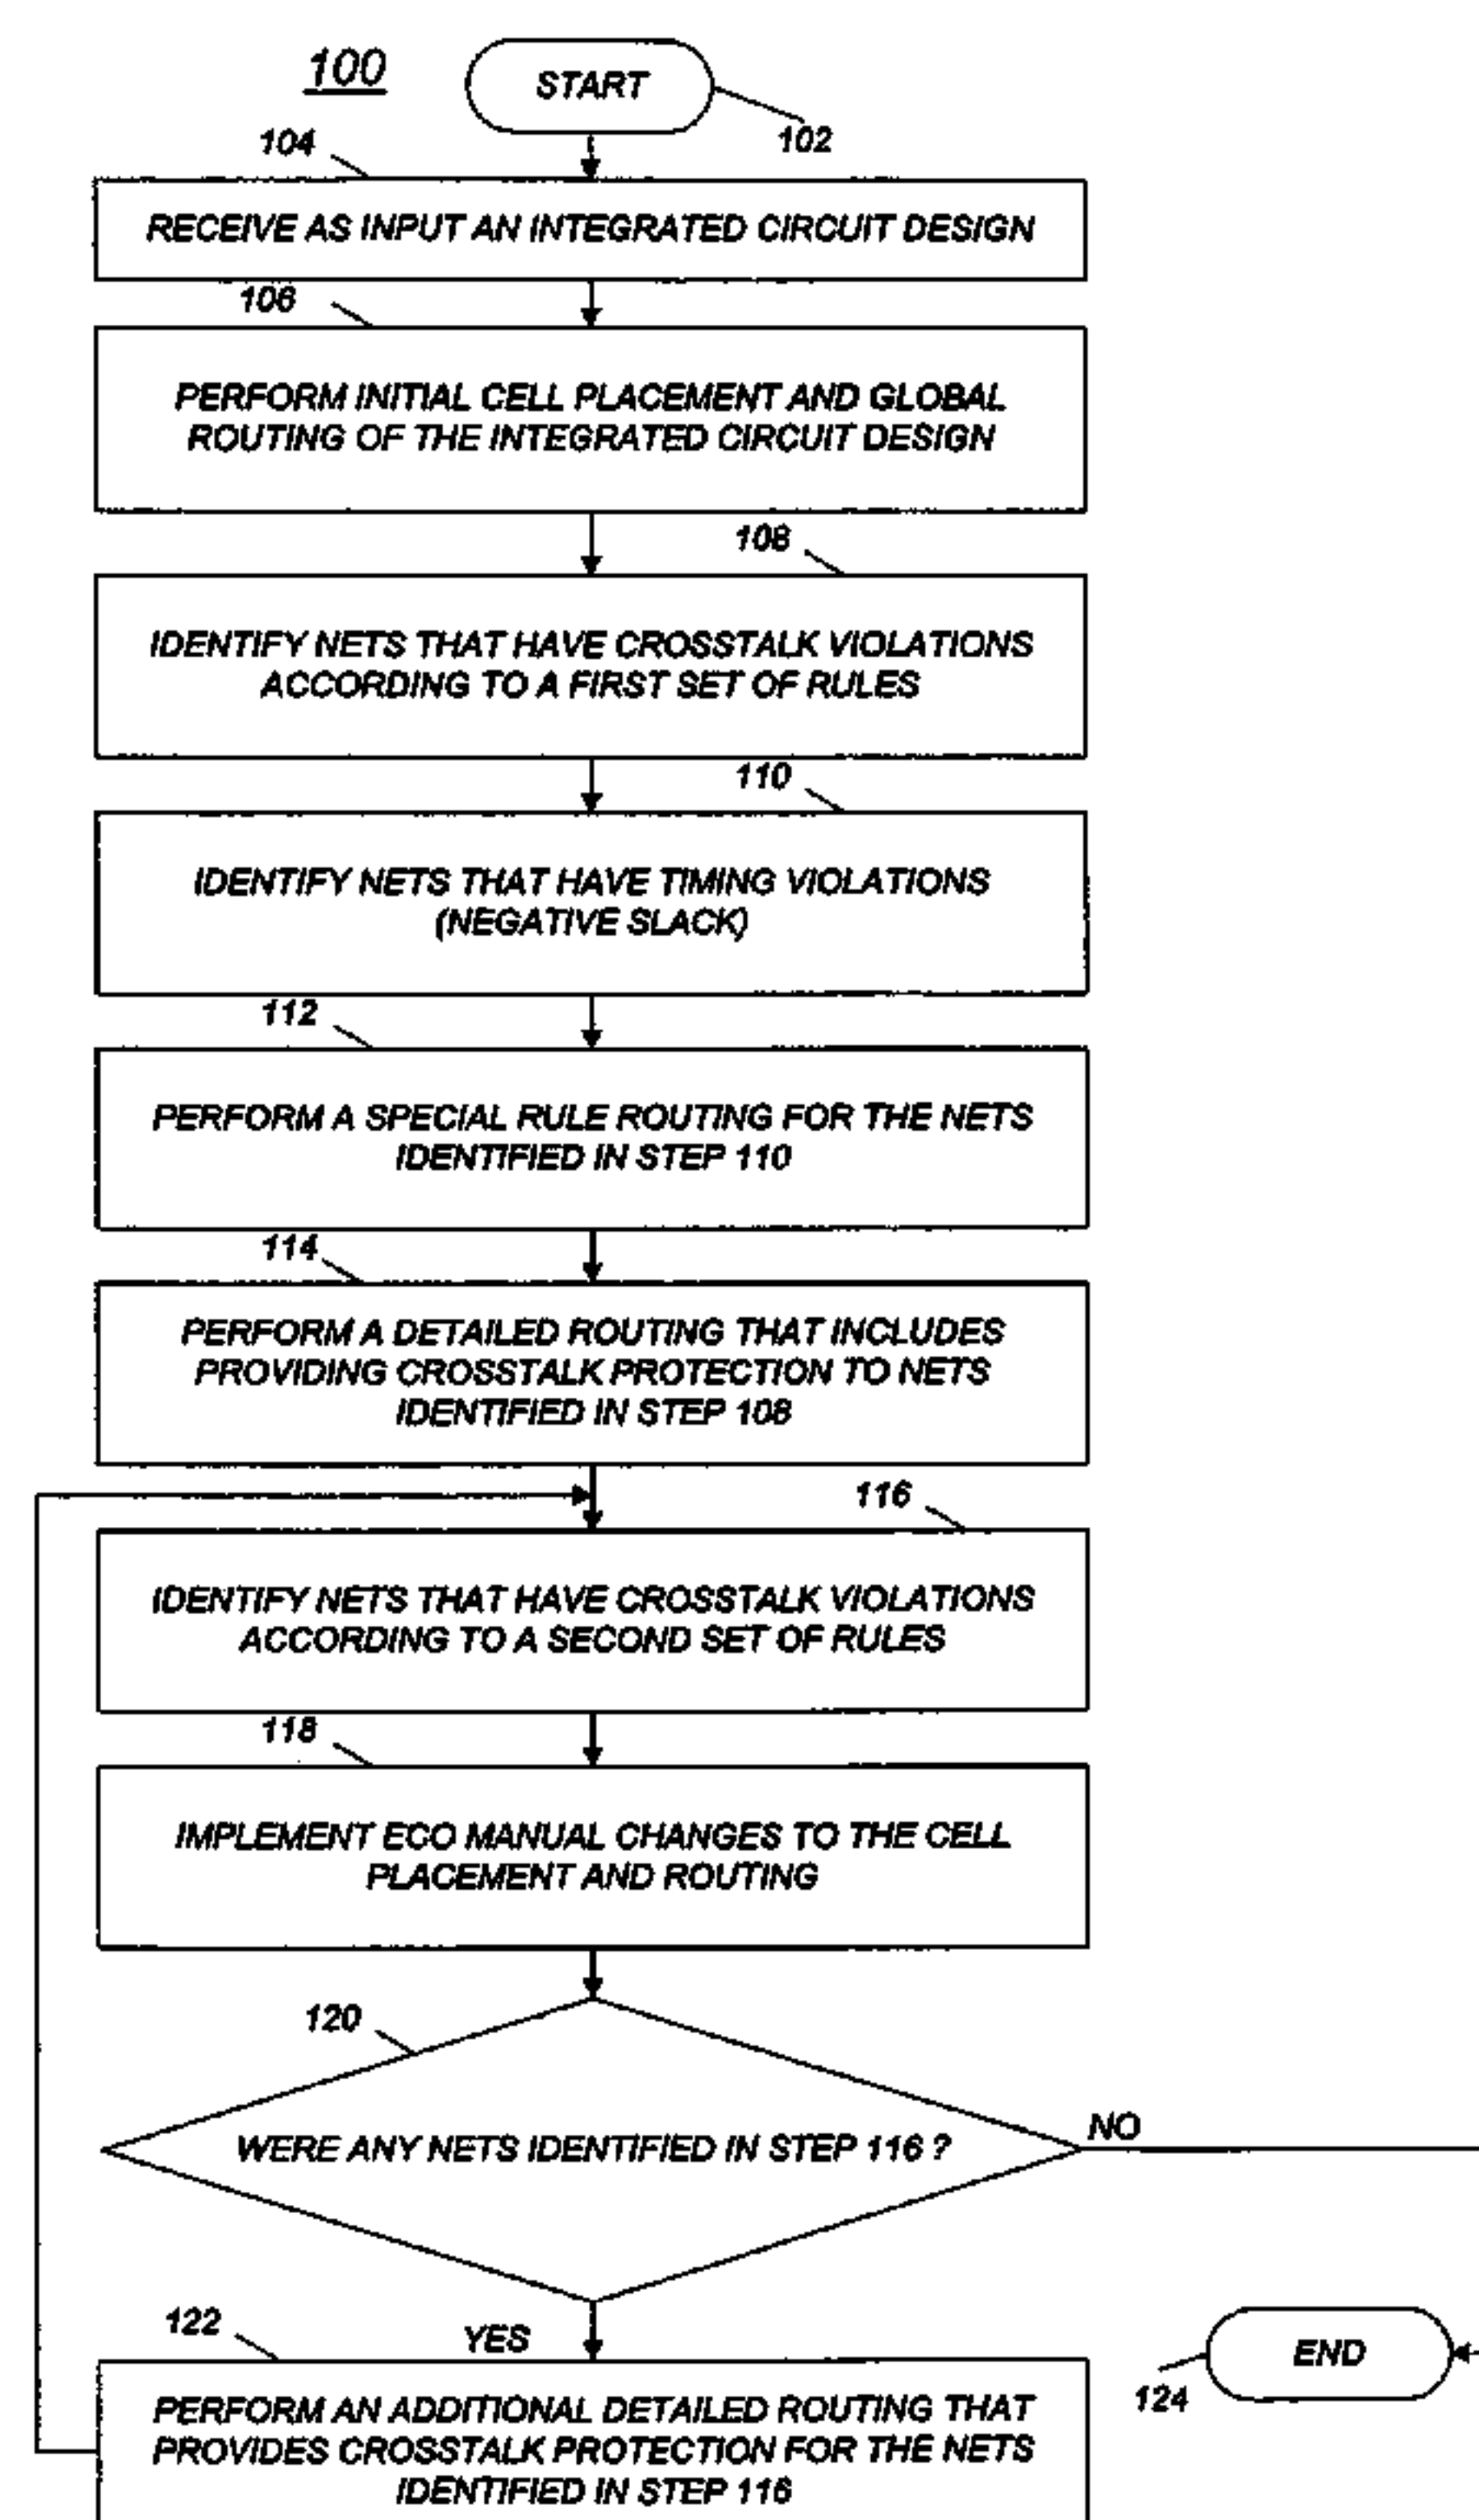 100
START
102
104
RECEIVE AS INPUT AN INTEGRATED CIRCUIT DESIGN
106
PERFORM INITIAL CELL PLACEMENT AND GLOBAL
ROUTING OF THE INTEGRATED CIRCUIT DESIGN
108
IDENTIFY NETS THAT HAVE CROSSTALK VIOLATIONS
ACCORDING TO A FIRST SET OF RULES
110
IDENTIFY NETS THAT HAVE TIMING VIOLATIONS
(NEGATIVE SLACK)
112
PERFORM A SPECIAL RULE ROUTING FOR THE NETS
IDENTIFIED IN STEP 110
114
PERFORM A DETAILED ROUTING THAT INCLUDES
PROVIDING CROSSTALK PROTECTION TO NETS
IDENTIFIED IN STEP 108
116
IDENTIFY NETS THAT HAVE CROSSTALK VIOLATIONS
ACCORDING TO A SECOND SET OF RULES
118
IMPLEMENT ECO MANUAL CHANGES TO THE CELL
PLACEMENT AND ROUTING
120
WERE ANY NETS IDENTIFIED IN STEP 116 ?
NO
YES
122
PERFORM AN ADDITIONAL DETAILED ROUTING THAT
PROVIDES CROSSTALK PROTECTION FOR THE NETS
IDENTIFIED IN STEP 116
END
124